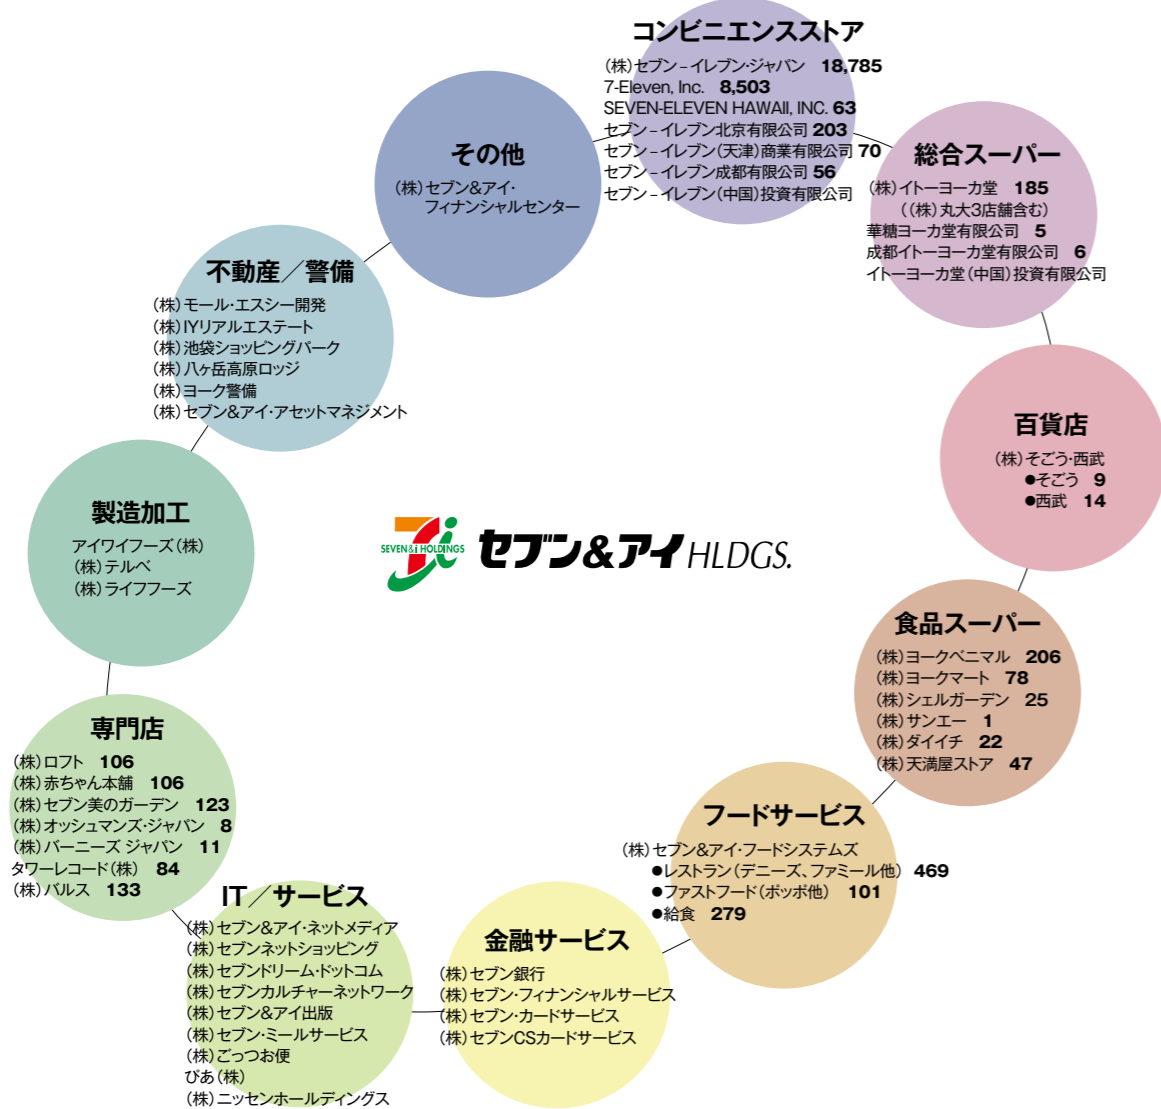 コンビニエンスストア
(株)セブン-イレブン・ジャパン 18,785
7-Eleven, Inc. 8,503
SEVEN-ELEVEN HAWAII, INC. 63
セブン-イレブン北京有限公司 203
セブン-イレブン(天津)商業有限公司 70
セブン-イレブン成都有限公司 56
セブン-イレブン(中国)投資有限公司
総合スーパー
(株)イトーヨーカ堂 185
((株)丸大3店舗含む)
華糖ヨーカ堂有限公司 5
成都イトーヨーカ堂有限公司 6
イトーヨーカ堂(中国)投資有限公司
百貨店
(株)そごう・西武
●そごう 9
●西武 14
食品スーパー
(株)ヨークベニマル 206
(株)ヨークマート 78
(株)シェルガーデン 25
(株)サンエー 1
(株)ダイイチ 22
(株)天満屋ストア 47
フードサービス
(株)セブン&アイ・フードシステムズ
●レストラン(デニーズ、ファミール他) 469
●ファストフード(ポッポ他) 101
●給食 279
金融サービス
(株)セブン銀行
(株)セブン・フィナンシャルサービス
(株)セブン・カードサービス
(株)セブンCSカードサービス
IT/サービス
(株)セブン&アイ・ネットメディア
(株)セブンネットショッピング
(株)セブンドリーム・ドットコム
(株)セブンカルチャーネットワーク
(株)セブン&アイ出版
(株)セブン・ミールサービス
(株)ごっつお便
ぴあ(株)
(株)ニッセンホールディングス
専門店
(株)ロフト 106
(株)赤ちゃん本舗 106
(株)セブン美のガーデン 123
(株)オッシュマンズ・ジャパン 8
(株)バーニーズ ジャパン 11
タワーレコード(株) 84
(株)バルス 133
製造加工
アイワイフーズ(株)
(株)テルベ
(株)ライフフーズ
不動産/警備
(株)モール・エスシー開発
(株)IYリアルエステート
(株)池袋ショッピングパーク
(株)八ヶ岳高原ロッジ
(株)ヨーク警備
(株)セブン&アイ・アセットマネジメント
その他
(株)セブン&アイ・
フィナンシャルセンター
SEVEN&i HOLDINGS
セブン&アイ HLDGS.